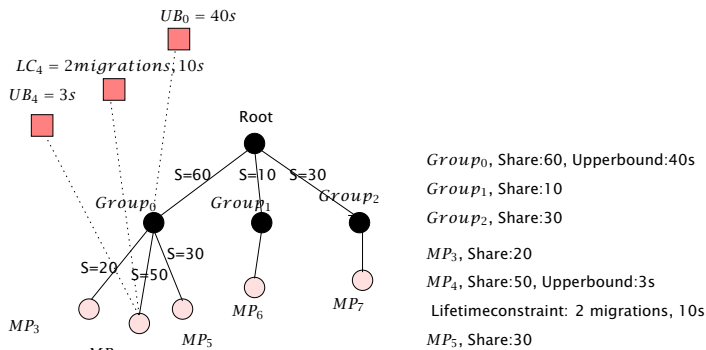 UB₀ = 40s
LC₄ = 2migrations, 10s
UB₄ = 3s
Root
S=60
S=10
S=30
Group₀
Group₁
Group₂
S=20
S=50
S=30
MP₃
MP₅
MP₆
MP₇
Group₀, Share:60, Upperbound:40s
Group₁, Share:10
Group₂, Share:30
MP₃, Share:20
MP₄, Share:50, Upperbound:3s
Lifetimeconstraint: 2 migrations, 10s
MP₅, Share:30